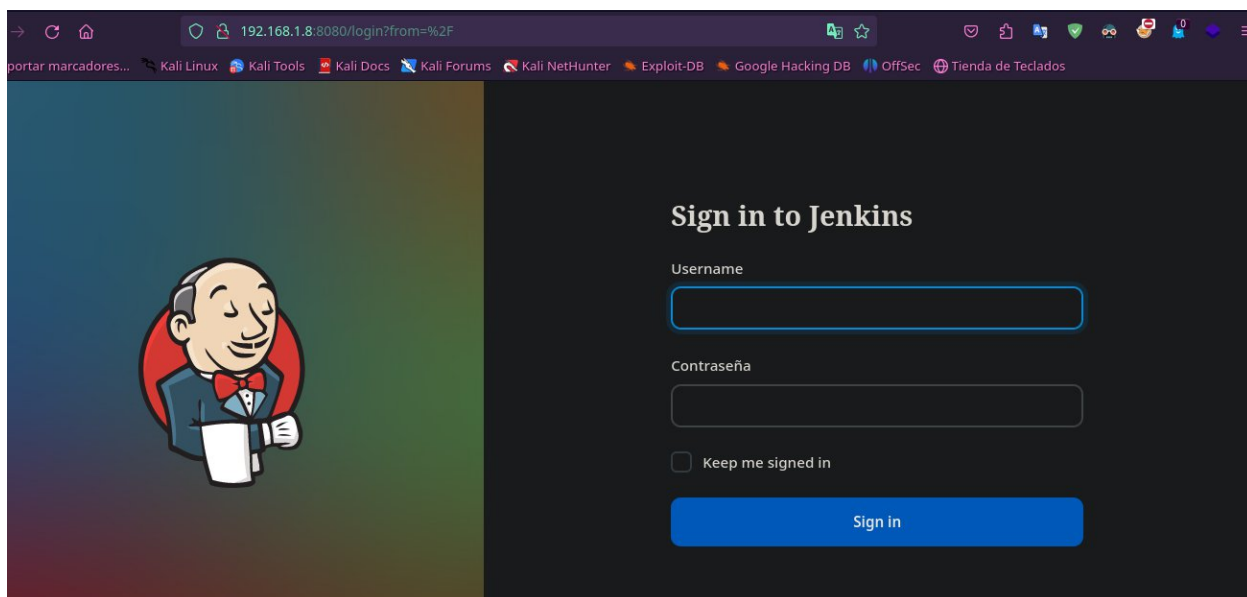 192.168.1.8:8080/login?from=%2F
portar marcadores... Kali Linux Kali Tools Kali Docs Kali Forums Kali NetHunter Exploit-DB Google Hacking DB OffSec Tienda de Teclados
Sign in to Jenkins
Username
Contraseña
Keep me signed in
Sign in